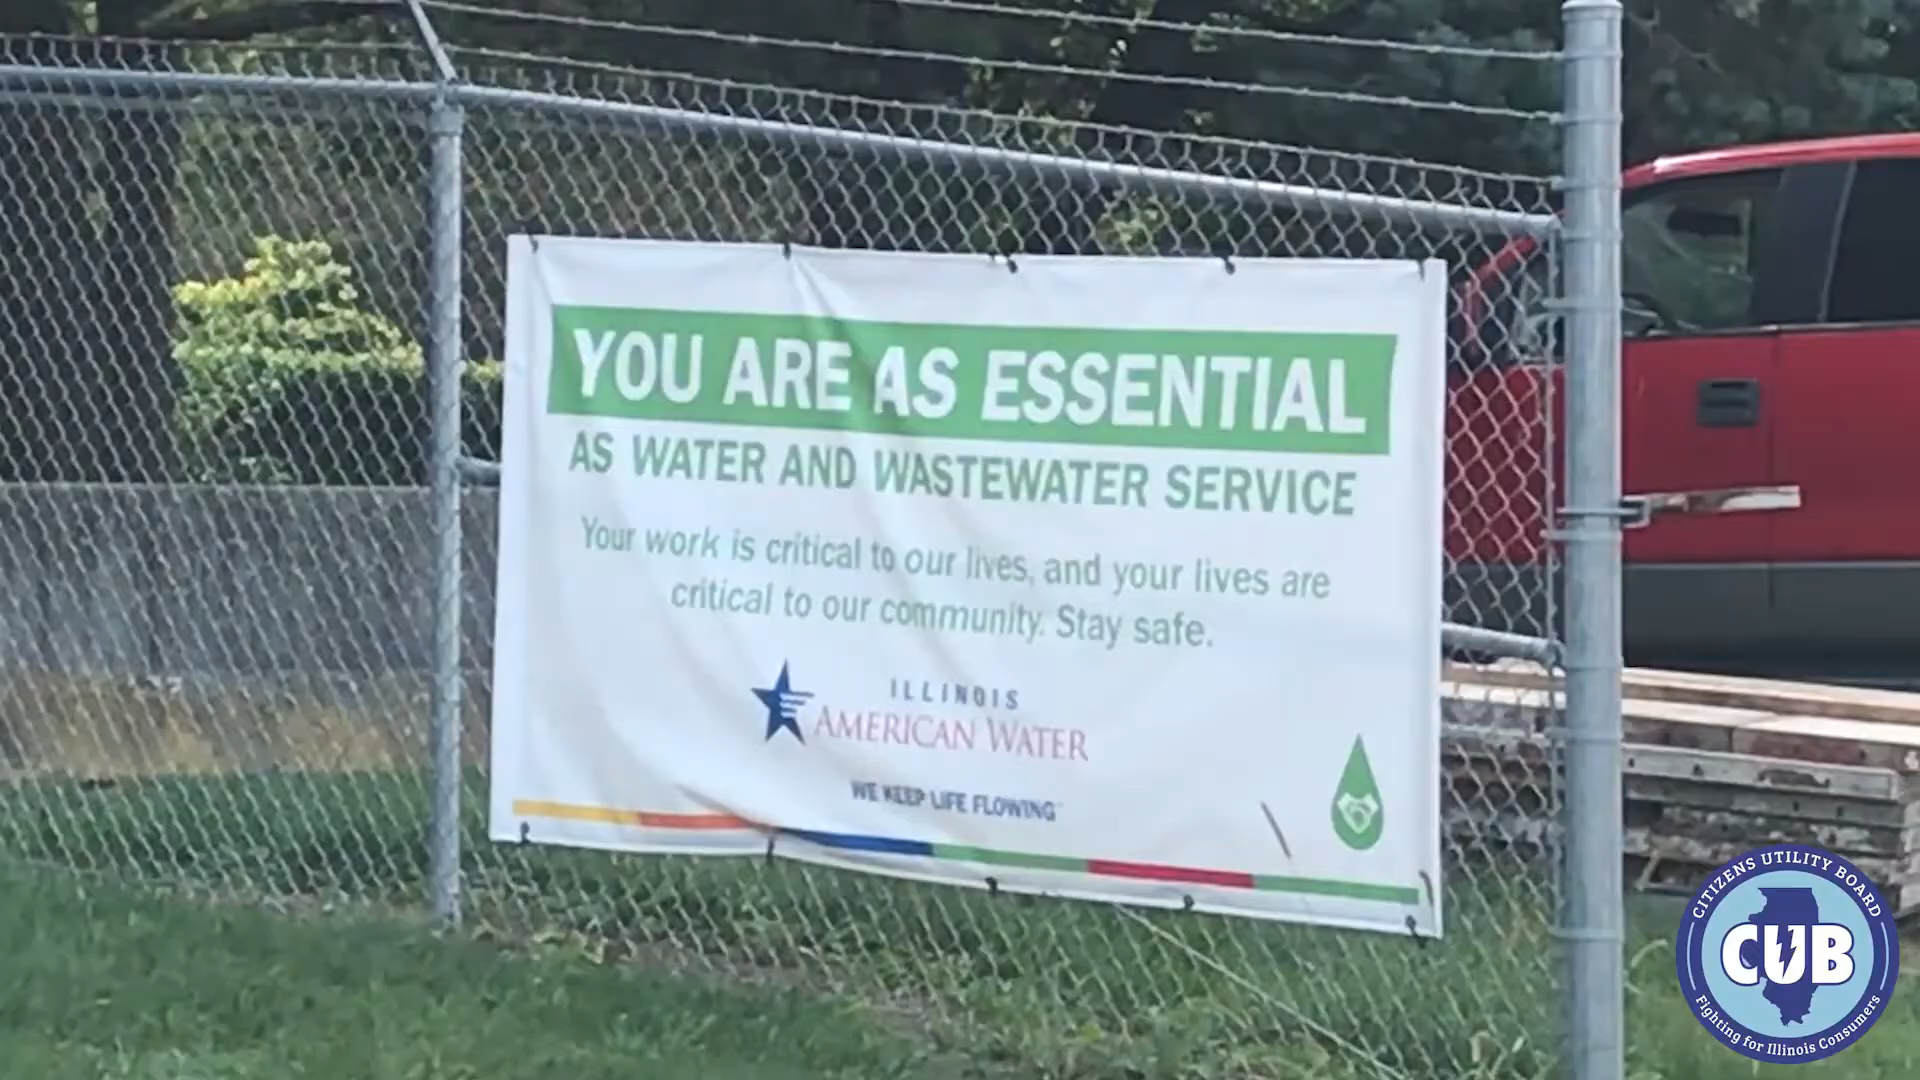 YOU ARE AS ESSENTIAL
AS WATER AND WASTEWATER SERVICE
Your work is critical to our lives, and your lives are
critical to our community. Stay safe.
ILLINOIS
AMERICAN WATER
WE KEEP LIFE FLOWING
CITIZENS UTILITY BOARD
CUB
Fighting for Illinois Consumers